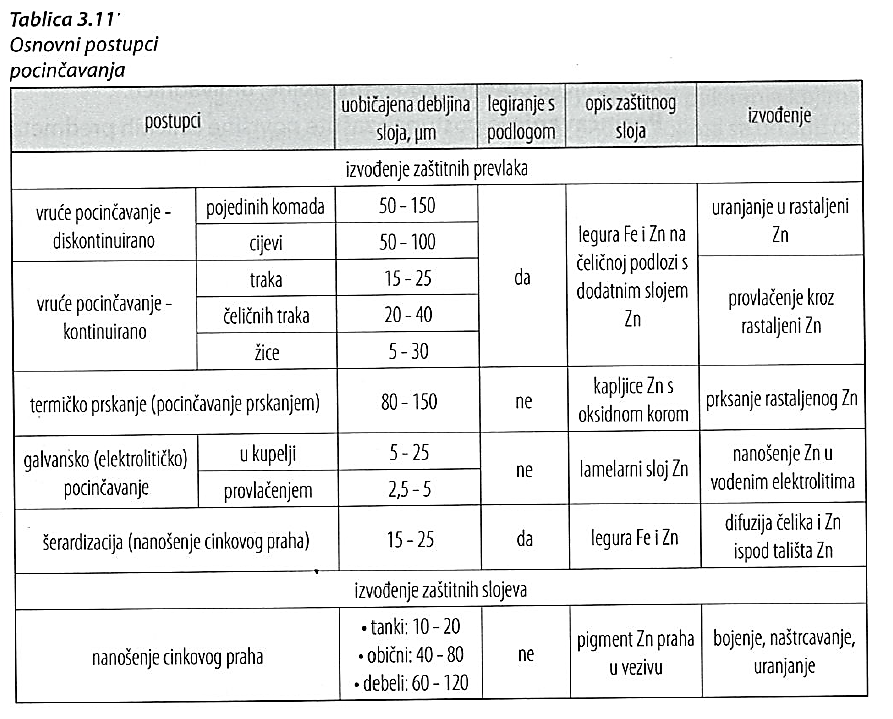 Tablica 3.11
Osnovni postupci
pocinčavanja
postupci
uobičajena debljina
sloja, µm
legiranje s
podlogom
opis zaštitnog
sloja
izvođenje
izvođenje zaštitnih prevlaka
vruće pocinčavanje -
diskontinuirano
pojedinih komada
50 - 150
cijevi
50 - 100
da
legura Fe i Zn na
čeličnoj podlozi s
dodatnim slojem
Zn
uranjanje u rastaljeni
Zn
vruće pocinčavanje -
kontinuirano
traka
15 - 25
čeličnih traka
20 - 40
žice
5 - 30
provlačenje kroz
rastaljeni Zn
termičko prskanje (pocinčavanje prskanjem)
80 - 150
ne
kapljice Zn s
oksidnom korom
prksanje rastaljenog Zn
galvansko (elektrolitičko)
pocinčavanje
u kupelji
5 - 25
provlačenjem
2,5 - 5
ne
lamelarni sloj Zn
nanošenje Zn u
vodenim elektrolitima
šerardizacija (nanošenje cinkovog praha)
15 - 25
da
legura Fe i Zn
difuzija čelika i Zn
ispod tališta Zn
izvođenje zaštitnih slojeva
nanošenje cinkovog praha
• tanki: 10 - 20
• obični: 40 - 80
• debeli: 60 - 120
ne
pigment Zn praha
u vezivu
bojenje, naštrcavanje,
uranjanje